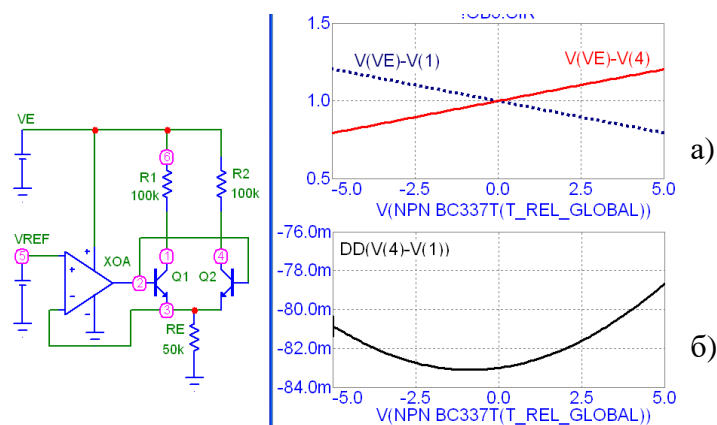 VE
6
R1
100k
R2
100k
VREF
5
XOA
+
+
-
-
2
1
4
Q1
Q2
3
RE
50k
1.5
V(VE)-V(1)
V(VE)-V(4)
1.0
0.5
-5.0
-2.5
0.0
2.5
5.0
V(NPN BC337T(T_REL_GLOBAL))
а)
-76.0m
DD(V(4)-V(1))
-78.0m
-80.0m
-82.0m
-84.0m
-5.0
-2.5
0.0
2.5
5.0
V(NPN BC337T(T_REL_GLOBAL))
б)